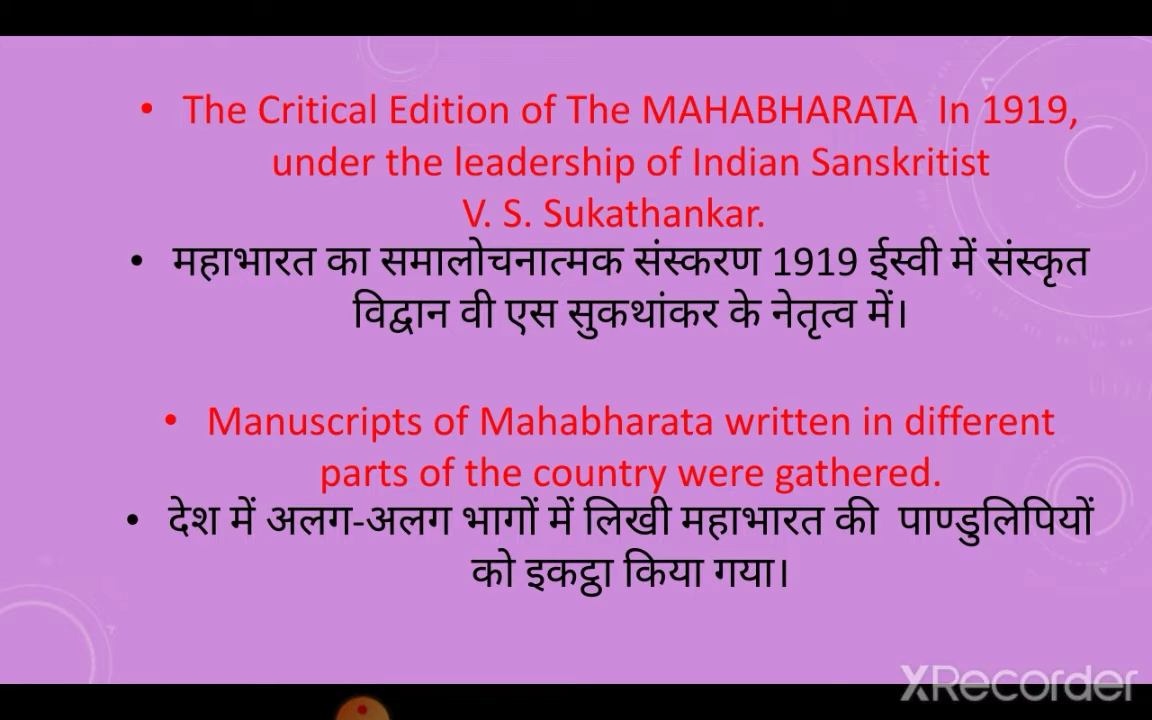 • The Critical Edition of The MAHABHARATA In 1919,
under the leadership of Indian Sanskritist
V. S. Sukathankar.
• महाभारत का समालोचनात्मक संस्करण 1919 ईस्वी में संस्कृत
विद्वान वी एस सुकथांकर के नेतृत्व में।
• Manuscripts of Mahabharata written in different
parts of the country were gathered.
• देश में अलग-अलग भागों में लिखी महाभारत की पाण्डुलिपियों
को इकट्ठा किया गया।
XRecorder